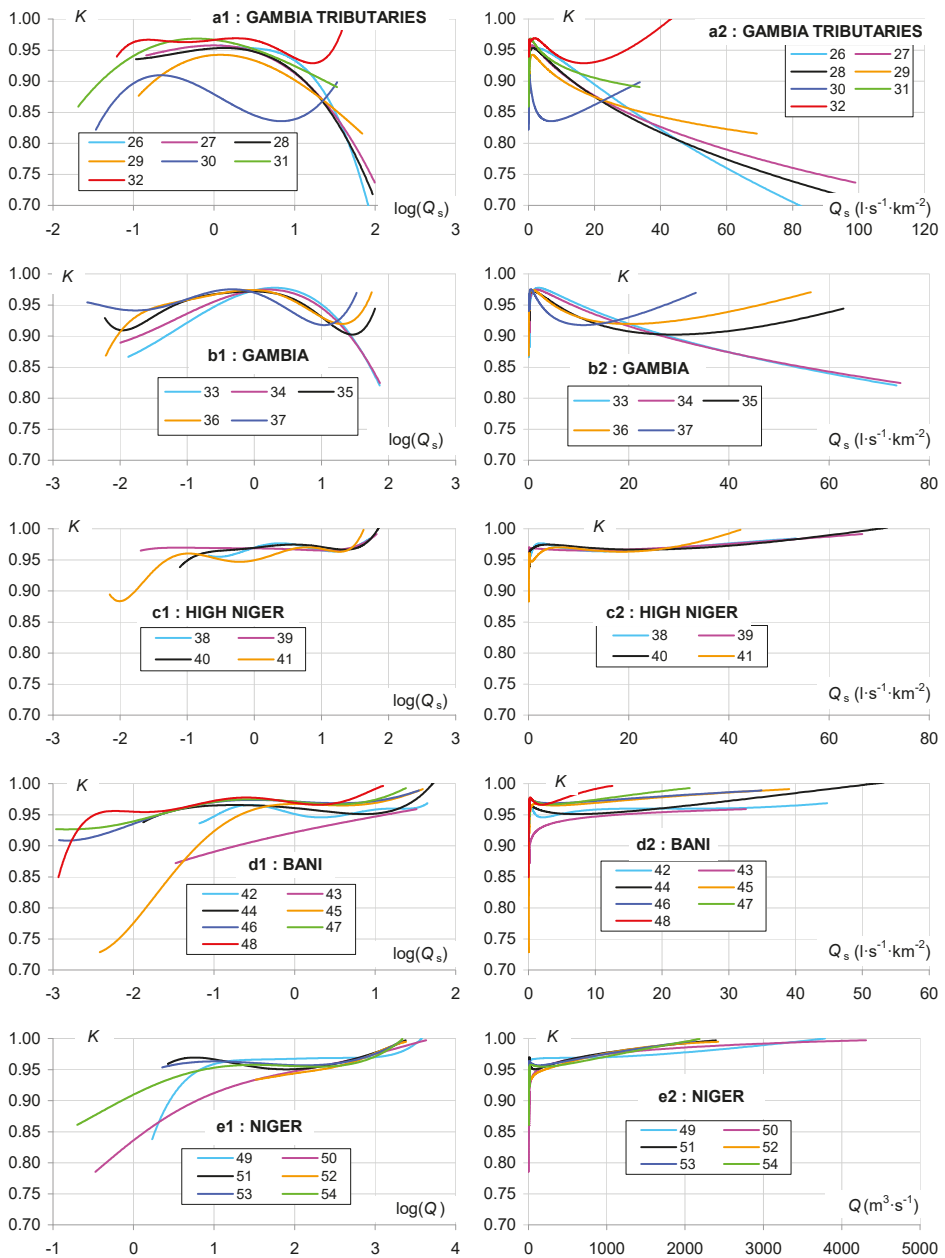 K
a1 : GAMBIA TRIBUTARIES
1.00
0.95
0.90
0.85
0.80
0.75
0.70
26 27 28
29 30 31
32
log(Qs)
-2 -1 0 1 2 3
K
a2 : GAMBIA TRIBUTARIES
1.00
0.95
0.90
0.85
0.80
0.75
0.70
26 27
28 29
30 31
32
Qs (l·s-1·km-2)
0 20 40 60 80 100 120
K
1.00
0.95
0.90
0.85
0.80
0.75
0.70
b1 : GAMBIA
33 34 35
36 37
log(Qs)
-3 -2 -1 0 1 2 3
K
1.00
0.95
0.90
0.85
0.80
0.75
0.70
b2 : GAMBIA
33 34 35
36 37
Qs (l·s-1·km-2)
0 20 40 60 80
K
1.00
0.95
0.90
0.85
0.80
0.75
0.70
c1 : HIGH NIGER
38 39
40 41
log(Qs)
-3 -2 -1 0 1 2 3
K
1.00
0.95
0.90
0.85
0.80
0.75
0.70
c2 : HIGH NIGER
38 39
40 41
Qs (l·s-1·km-2)
0 20 40 60
K
1.00
0.95
0.90
0.85
0.80
0.75
0.70
d1 : BANI
42 43
44 45
46 47
48
log(Qs)
-3 -2 -1 0 1 2
K
1.00
0.95
0.90
0.85
0.80
0.75
0.70
d2 : BANI
42 43
44 45
46 47
48
Qs (l·s-1·km-2)
0 10 20 30 40 50 60
K
1.00
0.95
0.90
0.85
0.80
0.75
0.70
e1 : NIGER
49 50
51 52
53 54
log(Q)
-1 0 1 2 3 4
K
1.00
0.95
0.90
0.85
0.80
0.75
0.70
e2 : NIGER
49 50
51 52
53 54
Q (m3·s-1)
0 1000 2000 3000 4000 5000